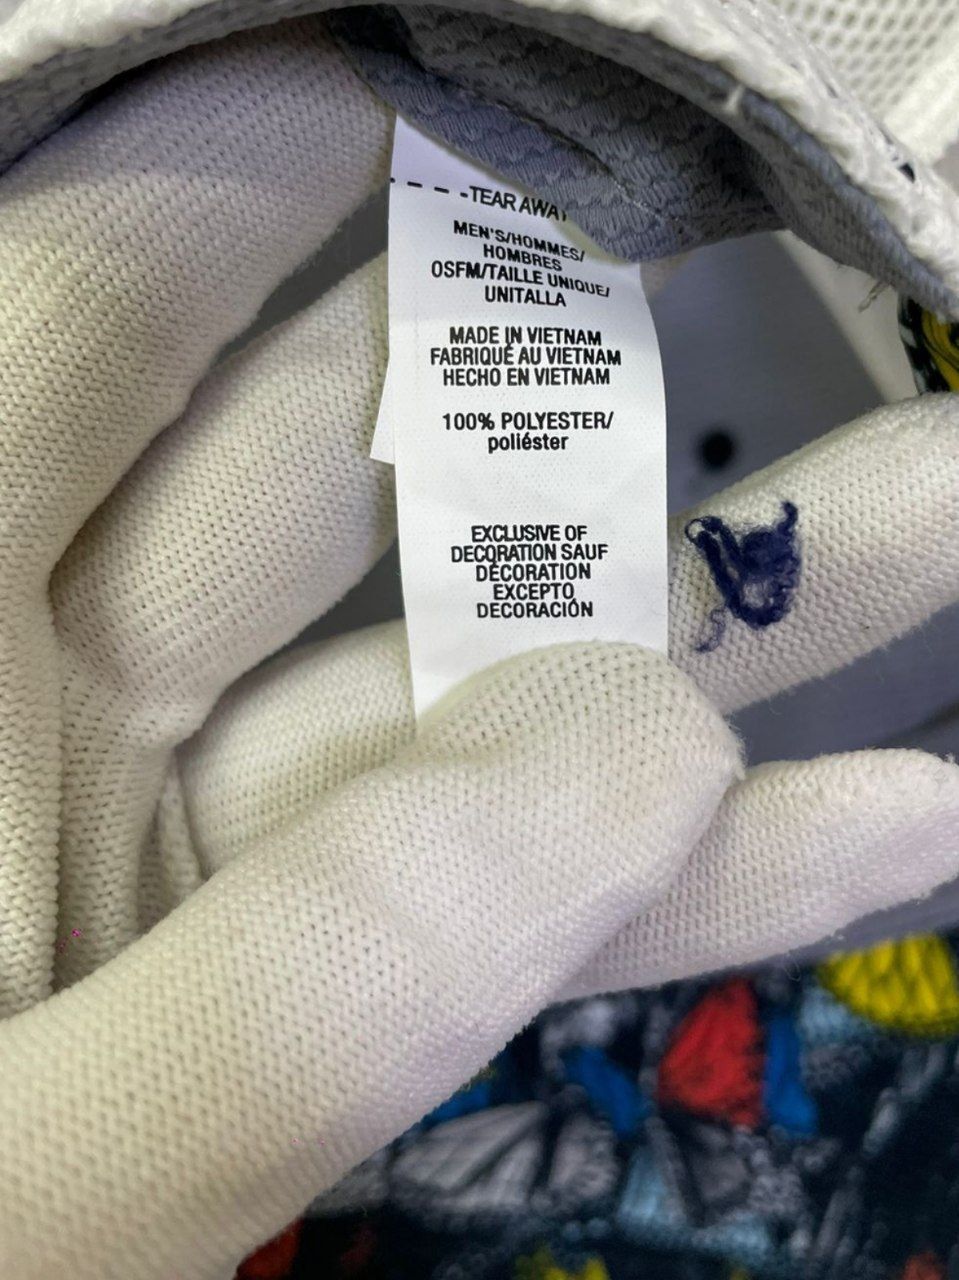 ----TEAR AWAY
MEN'S/HOMMES/
HOMBRES
OSFM/TAILLE UNIQUE/
UNITALLA
MADE IN VIETNAM
FABRIQUÉ AU VIETNAM
HECHO EN VIETNAM
100% POLYESTER/
poliéster
EXCLUSIVE OF
DECORATION SAUF
DÉCORATION
EXCEPTO
DECORACIÓN